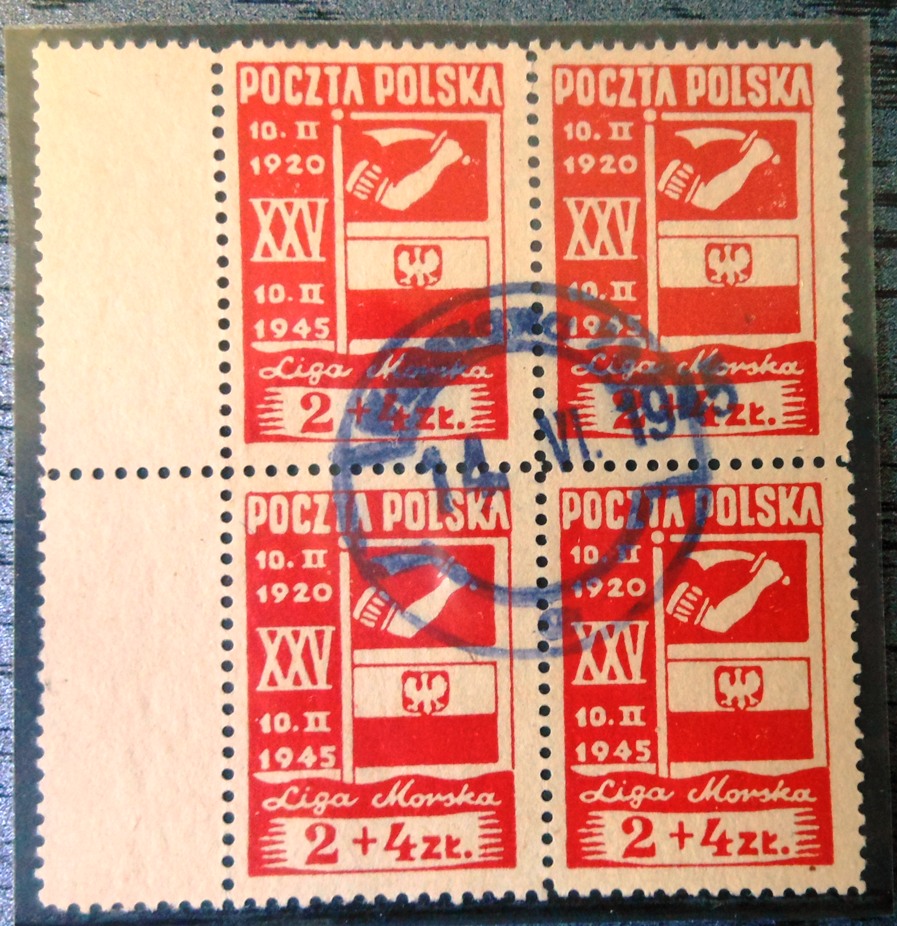 POCZTA POLSKA
10. II
1920
XXV
10. II
1945
Liga Morska
2 + 4 zł.
POCZTA POLSKA
10. II
1920
XXV
10. II
1945
Liga Morska
2 + 4 zł.
14. VI. 1945
POCZTA POLSKA
10. II
1920
XXV
10. II
1945
Liga Morska
2 + 4 zł.
POCZTA POLSKA
10. II
1920
XXV
10. II
1945
Liga Morska
2 + 4 zł.